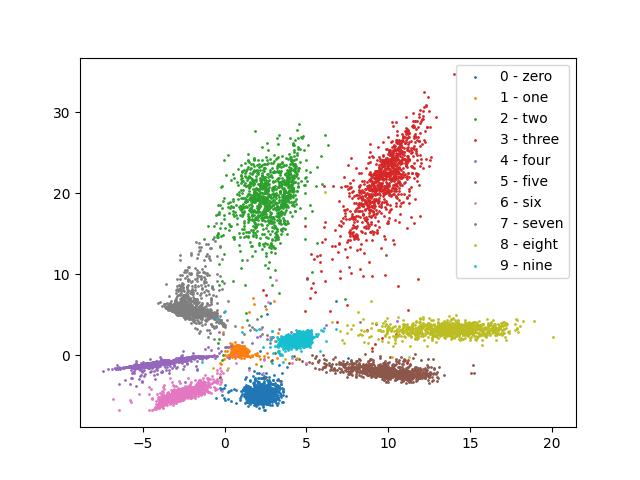 0 - zero
1 - one
2 - two
3 - three
4 - four
5 - five
6 - six
7 - seven
8 - eight
9 - nine
30
20
10
0
−5
0
5
10
15
20